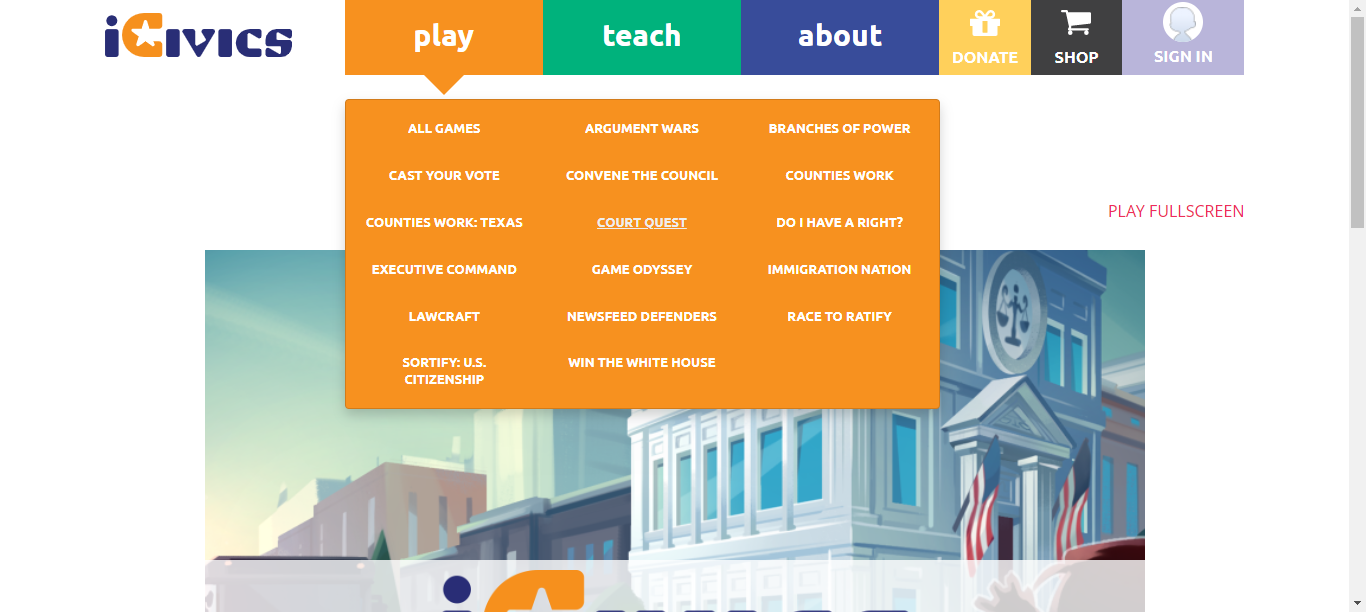 iCivics
play
teach
about
DONATE
SHOP
SIGN IN
ALL GAMES
ARGUMENT WARS
BRANCHES OF POWER
CAST YOUR VOTE
CONVENE THE COUNCIL
COUNTIES WORK
COUNTIES WORK: TEXAS
COURT QUEST
DO I HAVE A RIGHT?
EXECUTIVE COMMAND
GAME ODYSSEY
IMMIGRATION NATION
LAWCRAFT
NEWSFEED DEFENDERS
RACE TO RATIFY
SORTIFY: U.S.
CITIZENSHIP
WIN THE WHITE HOUSE
PLAY FULLSCREEN